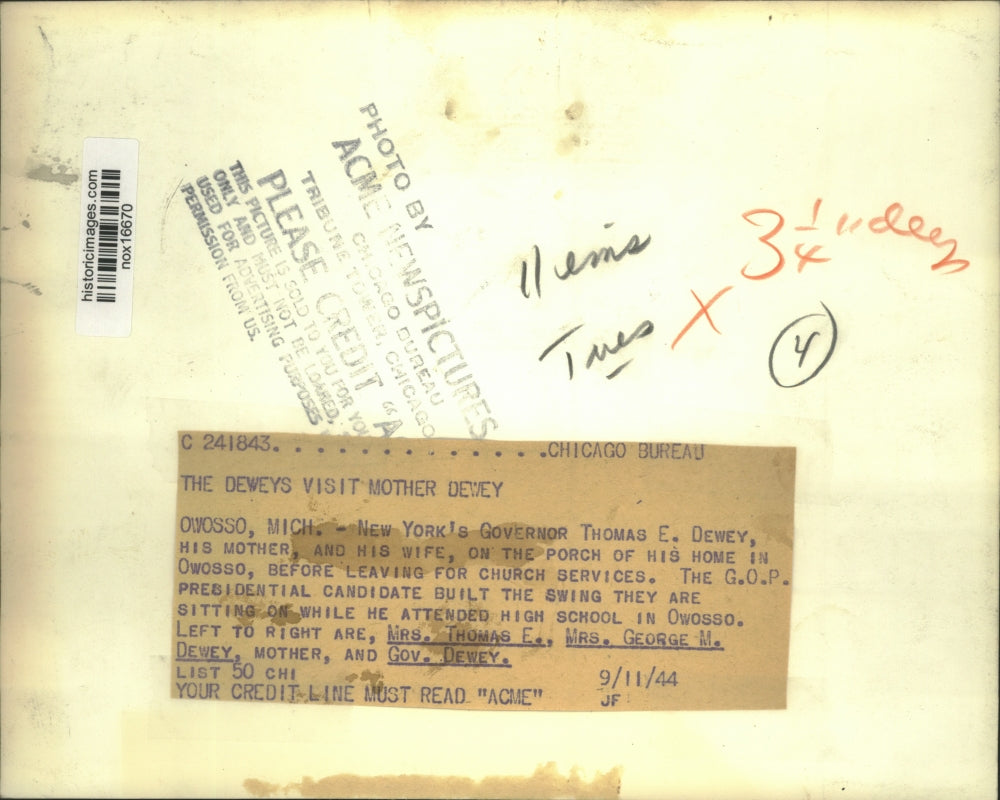 historicimages.com
nox16670
PHOTO BY
ACME NEWSPICTURES
CHICAGO BUREAU
TRIBUNE TOWER, CHICAGO
PLEASE CREDIT "A
THIS PICTURE IS SOLD TO YOU FOR YOU
ONLY AND MUST NOT BE LOANED,
USED FOR ADVERTISING PURPOSES
PERMISSION FROM US.
3 1/4"
Tues X
4
C 241843. . . . . . . . . . . . . .CHICAGO BUREAU
THE DEWEYS VISIT MOTHER DEWEY
OWOSSO, MICH. - NEW YORK'S GOVERNOR THOMAS E. DEWEY,
HIS MOTHER, AND HIS WIFE, ON THE PORCH OF HIS HOME IN
OWOSSO, BEFORE LEAVING FOR CHURCH SERVICES. THE G.O.P.
PRESIDENTIAL CANDIDATE BUILT THE SWING THEY ARE
SITTING ON WHILE HE ATTENDED HIGH SCHOOL IN OWOSSO.
LEFT TO RIGHT ARE, MRS. THOMAS E., MRS. GEORGE M.
DEWEY, MOTHER, AND GOV. DEWEY.
LIST 50 CHI 9/11/44
YOUR CREDIT LINE MUST READ "ACME" JF